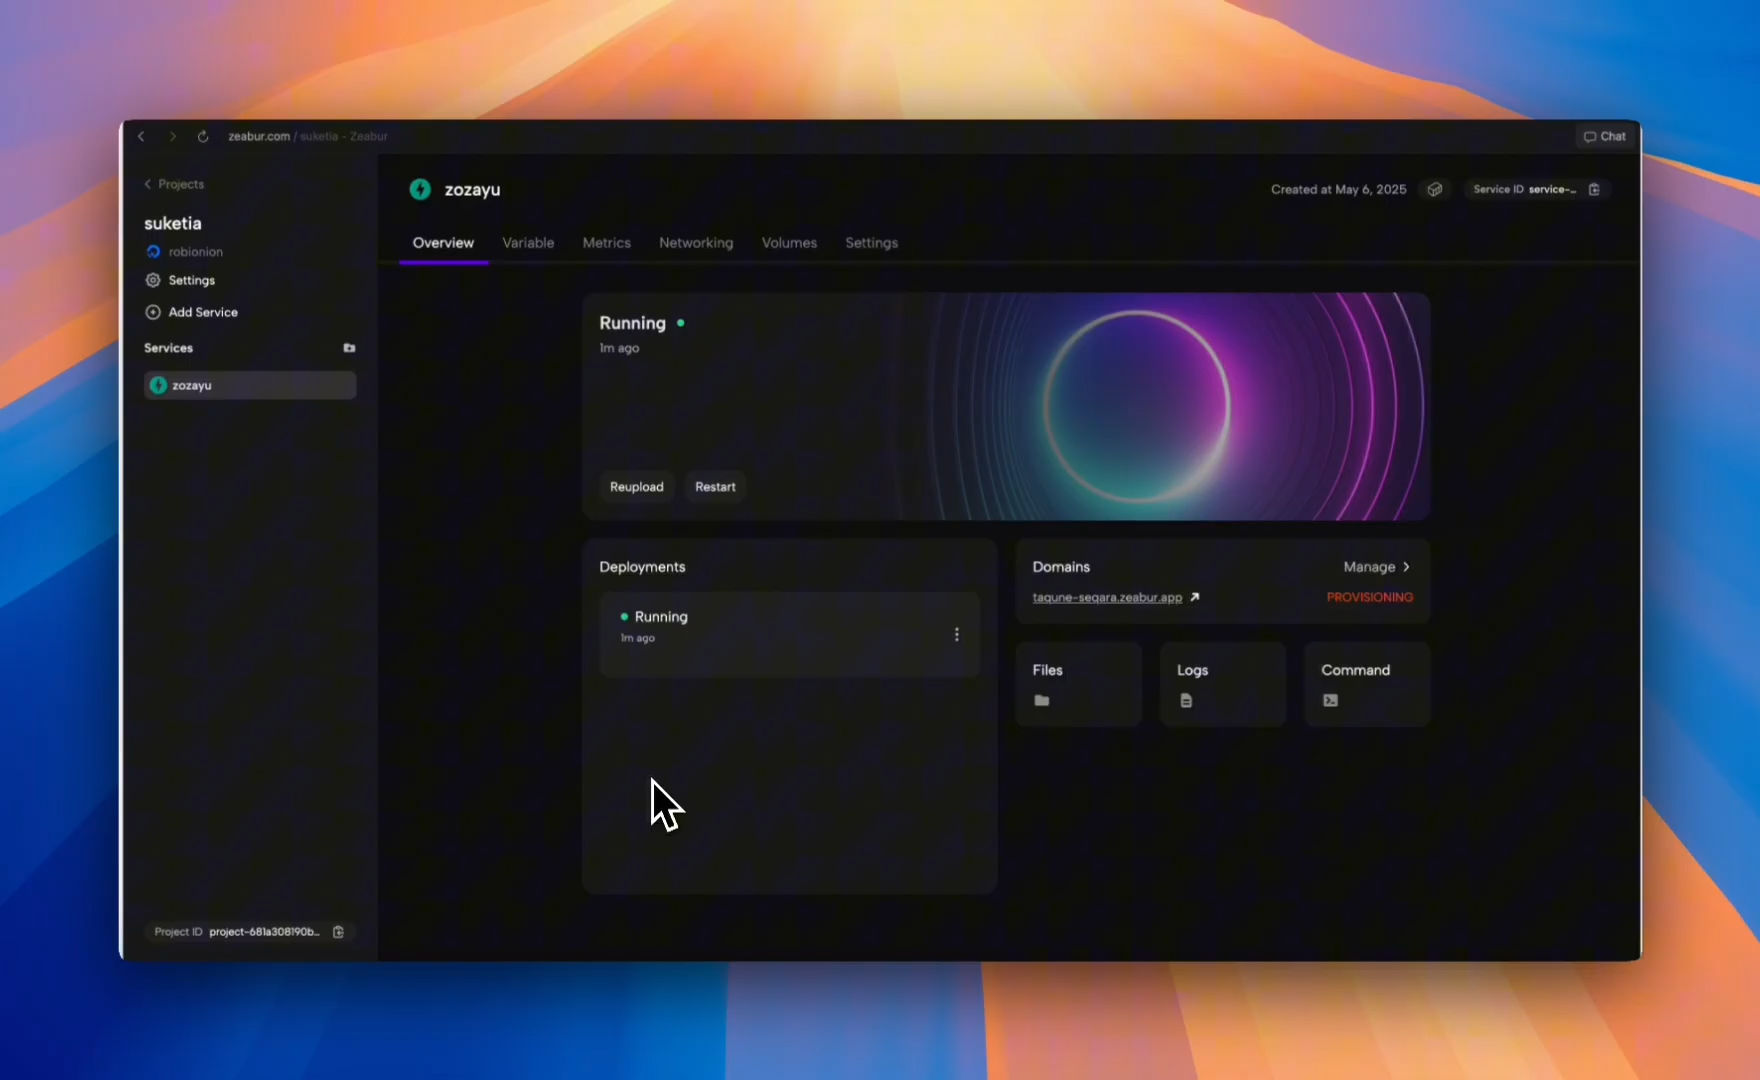 zeabur.com / suketia - Zeabur
Chat
Projects
suketia
robionion
Settings
Add Service
Services
zozayu
Project ID project-681a308190b...
zozayu
Created at May 6, 2025
Service ID service-...
Overview Variable Metrics Networking Volumes Settings
Running
1m ago
Reupload Restart
Deployments
Running
1m ago
Domains
Manage
taqune-seqara.zeabur.app
PROVISIONING
Files
Logs
Command